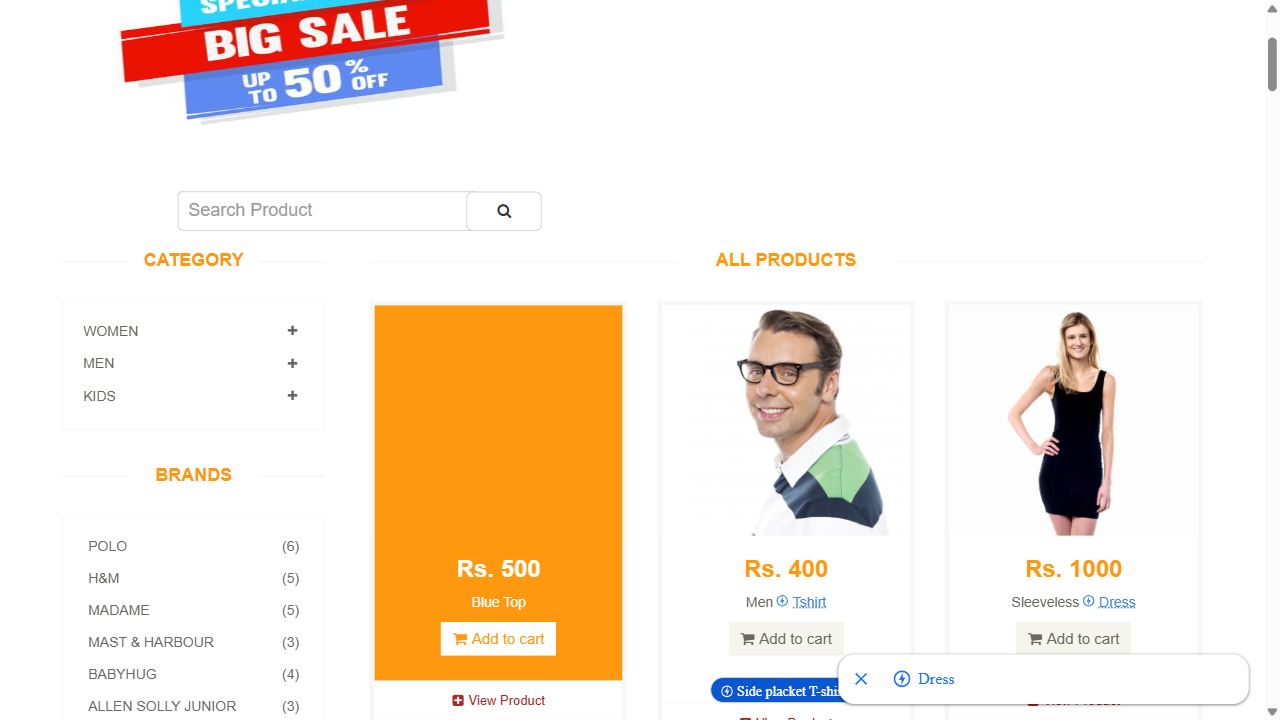 BIG SALE
UP TO 50% OFF
Search Product
CATEGORY
WOMEN
MEN
KIDS
BRANDS
POLO (6)
H&M (5)
MADAME (5)
MAST & HARBOUR (3)
BABYHUG (4)
ALLEN SOLLY JUNIOR (3)
ALL PRODUCTS
Rs. 500
Blue Top
Add to cart
View Product
Rs. 400
Men Tshirt
Add to cart
Side placket T-shi
Rs. 1000
Sleeveless Dress
Add to cart
Dress